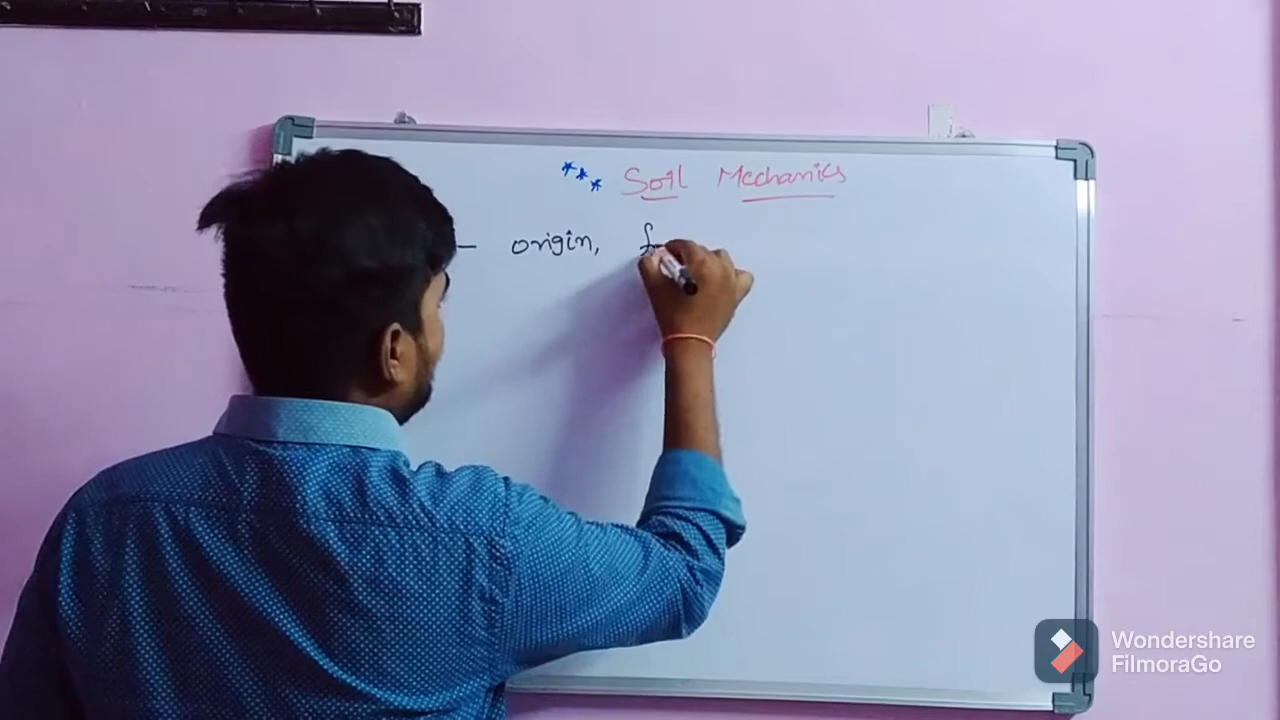 *** Soil Mechanics
— origin,
Wondershare
FilmoraGo